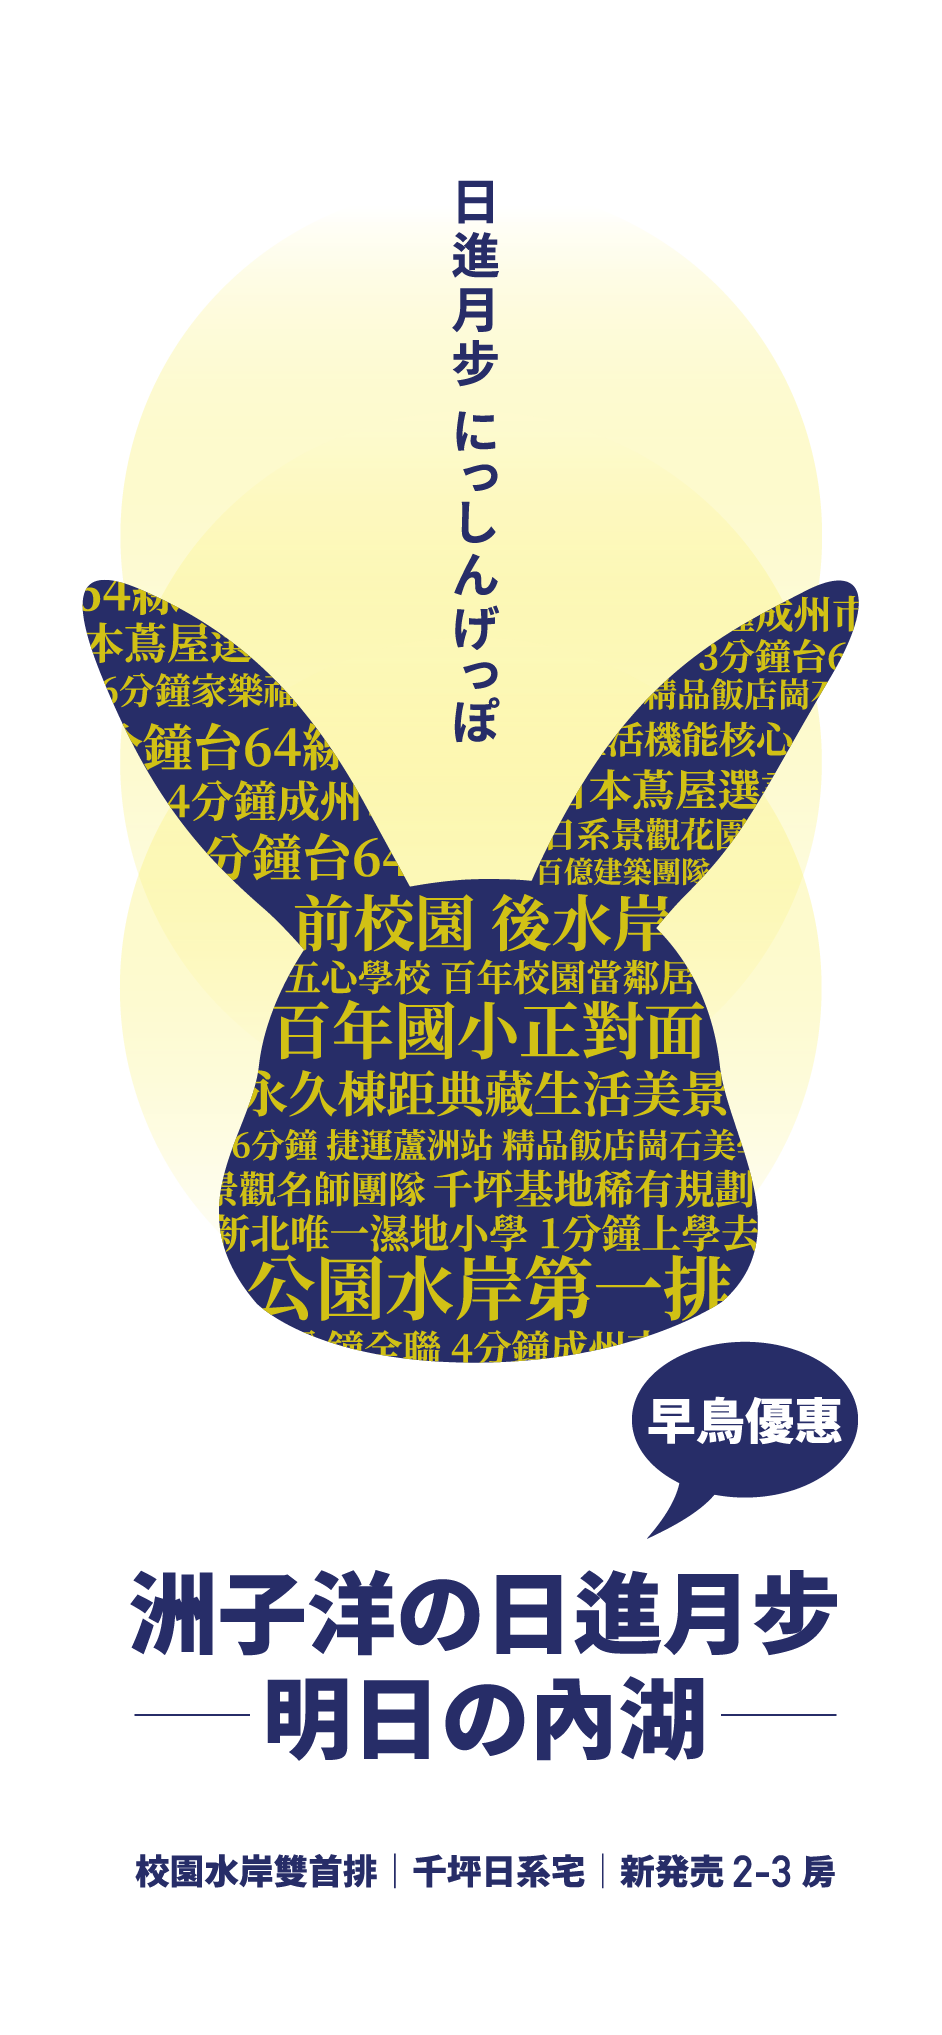 日進月步 にっしんげっぽ
64綠
本蔦屋選
6分鐘家樂福
分鐘台64綠
4分鐘成州
分鐘台64
鐘成州市
3分鐘台6
精品飯店崗石
活機能核心
日本蔦屋選書
日系景觀花園
百億建築團隊
前校園 後水岸
五心學校 百年校園當鄰居
百年國小正對面
永久棟距典藏生活美景
6分鐘 捷運蘆洲站 精品飯店崗石美學
景觀名師團隊 千坪基地稀有規劃
新北唯一濕地小學 1分鐘上學去
公園水岸第一排
分鐘全聯 4分鐘成州市
早鳥優惠
洲子洋の日進月步
明日の內湖
校園水岸雙首排｜千坪日系宅｜新発売 2-3 房